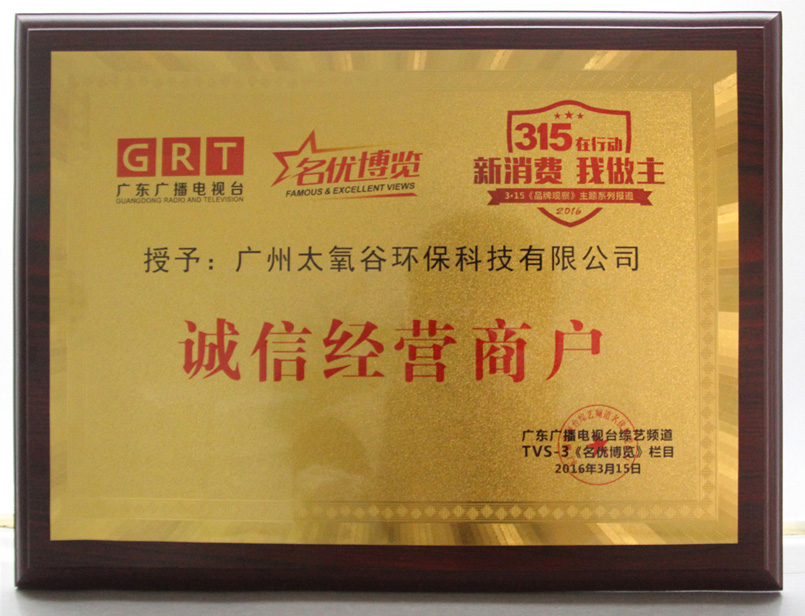 GRT
广东广播电视台
GUANGDONG RADIO AND TELEVISION
名优博览
FAMOUS & EXCELLENT VIEWS
315在行动
新消费 我做主
3·15《品牌观察》主题系列报道
2016
授予：广州太氧谷环保科技有限公司
诚信经营商户
广东广播电视台综艺频道
TVS-3《名优博览》栏目
2016年3月15日